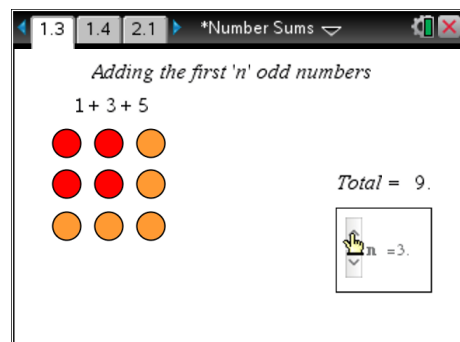 1.3 1.4 2.1 *Number Sums
Adding the first 'n' odd numbers
1 + 3 + 5
Total = 9.
n =3.